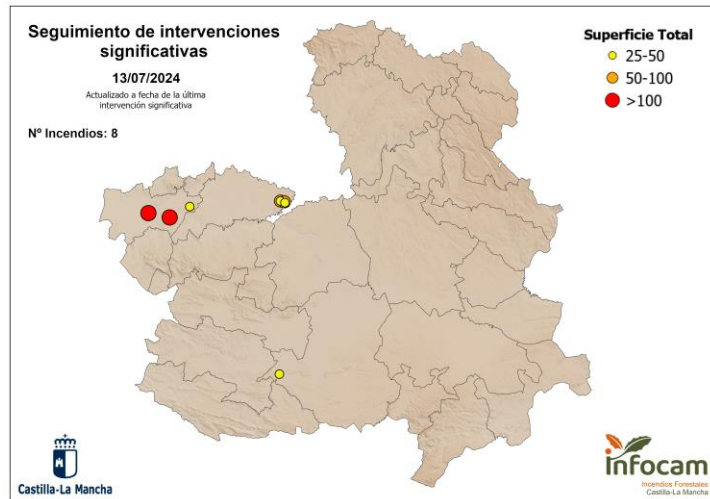 Seguimiento de intervenciones
significativas
13/07/2024
Actualizado a fecha de la última
intervención significativa
Nº Incendios: 8
Superficie Total
25-50
50-100
>100
Castilla-La Mancha
infocam
Incendios Forestales
Castilla-La Mancha